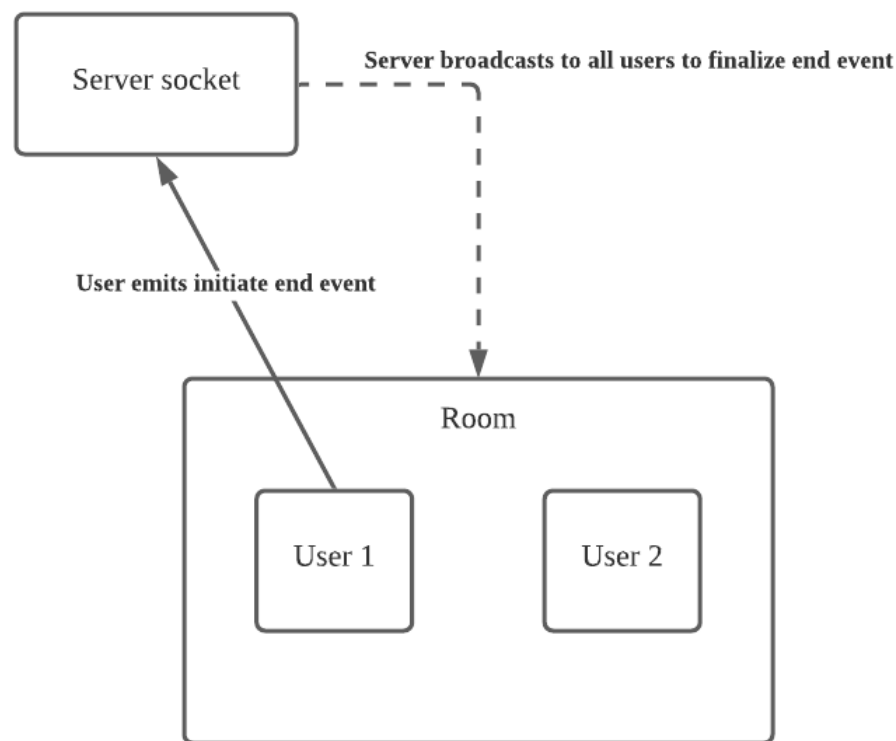 Server broadcasts to all users to finalize end event
Server socket
User emits initiate end event
Room
User 1
User 2